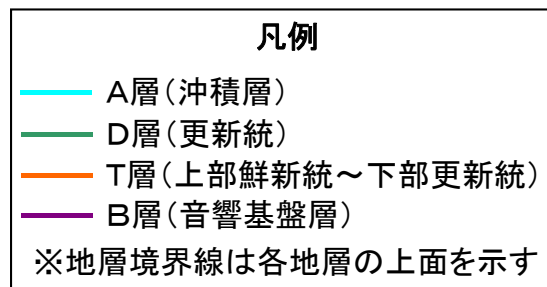 凡例
A層(沖積層)
D層(更新統)
T層(上部鮮新統～下部更新統)
B層(音響基盤層)
※地層境界線は各地層の上面を示す